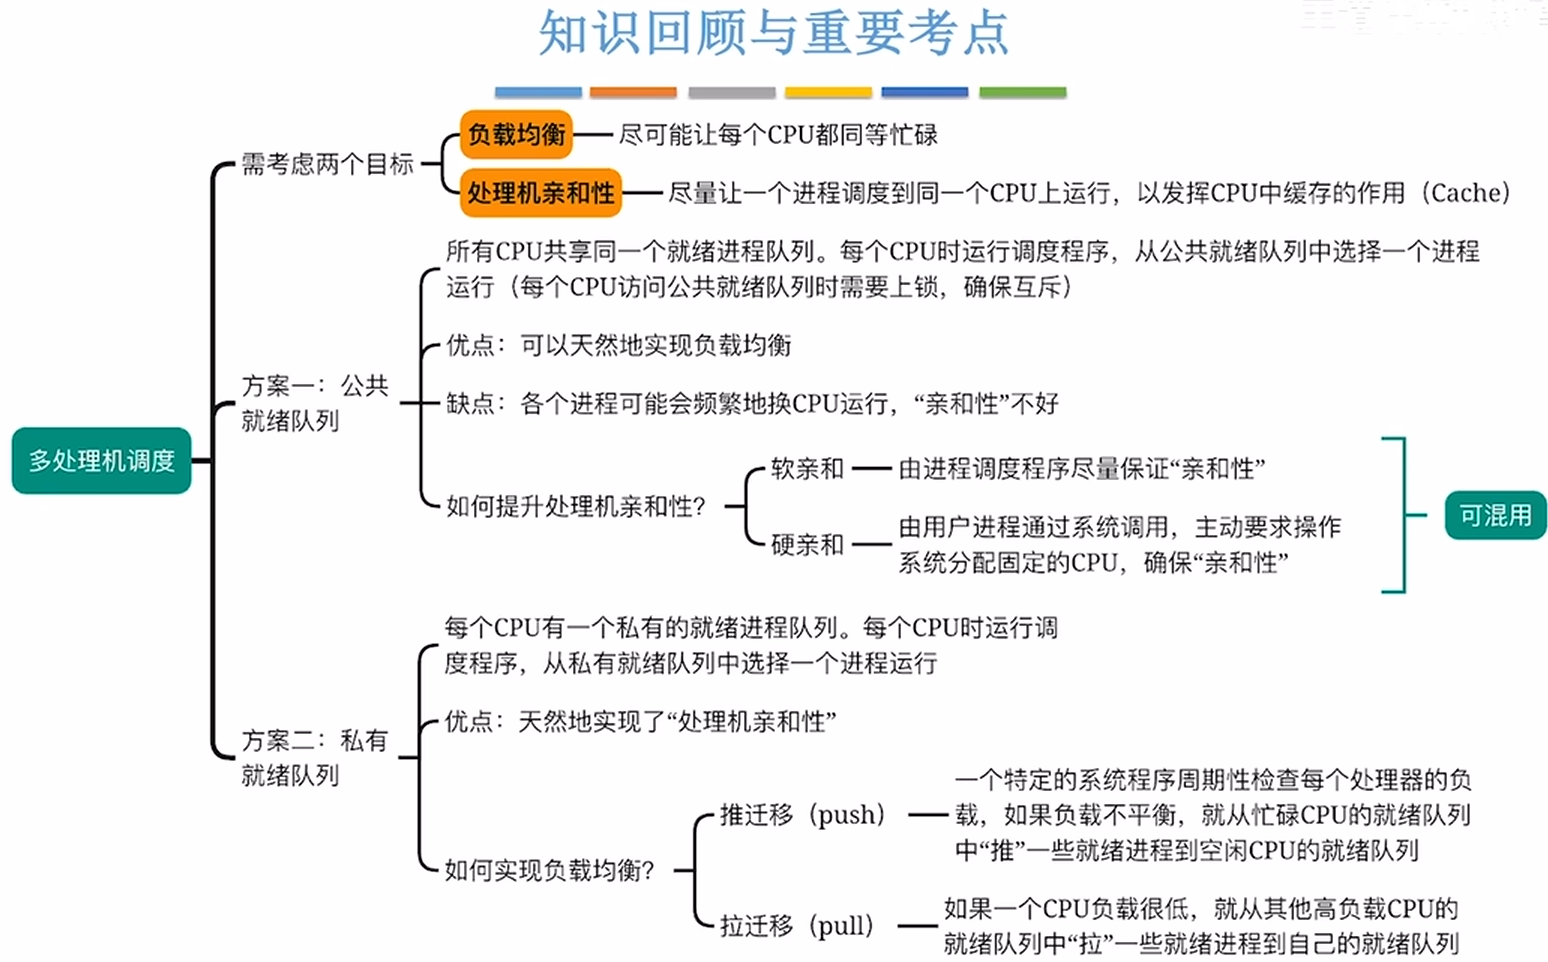 知识回顾与重要考点
需考虑两个目标
负载均衡
尽可能让每个CPU都同等忙碌
处理机亲和性
尽量让一个进程调度到同一个CPU上运行，以发挥CPU中缓存的作用（Cache）
多处理机调度
方案一：公共
就绪队列
所有CPU共享同一个就绪进程队列。每个CPU时运行调度程序，从公共就绪队列中选择一个进程
运行（每个CPU访问公共就绪队列时需要上锁，确保互斥）
优点：可以天然地实现负载均衡
缺点：各个进程可能会频繁地换CPU运行，“亲和性”不好
如何提升处理机亲和性？
软亲和
由进程调度程序尽量保证“亲和性”
硬亲和
由用户进程通过系统调用，主动要求操作
系统分配固定的CPU，确保“亲和性”
可混用
方案二：私有
就绪队列
每个CPU有一个私有的就绪进程队列。每个CPU时运行调
度程序，从私有就绪队列中选择一个进程运行
优点：天然地实现了“处理机亲和性”
如何实现负载均衡？
推迁移（push）
一个特定的系统程序周期性检查每个处理器的负
载，如果负载不平衡，就从忙碌CPU的就绪队列
中“推”一些就绪进程到空闲CPU的就绪队列
拉迁移（pull）
如果一个CPU负载很低，就从其他高负载CPU的
就绪队列中“拉”一些就绪进程到自己的就绪队列